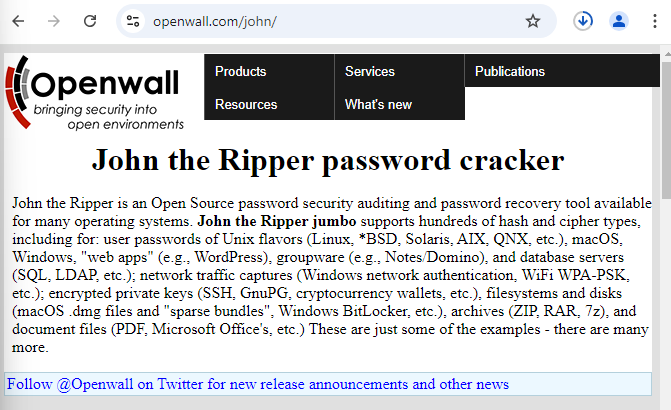 openwall.com/john/
Openwall
bringing security into
open environments
Products
Services
Publications
Resources
What's new
John the Ripper password cracker
John the Ripper is an Open Source password security auditing and password recovery tool available
for many operating systems. John the Ripper jumbo supports hundreds of hash and cipher types,
including for: user passwords of Unix flavors (Linux, *BSD, Solaris, AIX, QNX, etc.), macOS,
Windows, "web apps" (e.g., WordPress), groupware (e.g., Notes/Domino), and database servers
(SQL, LDAP, etc.); network traffic captures (Windows network authentication, WiFi WPA-PSK,
etc.); encrypted private keys (SSH, GnuPG, cryptocurrency wallets, etc.), filesystems and disks
(macOS .dmg files and "sparse bundles", Windows BitLocker, etc.), archives (ZIP, RAR, 7z), and
document files (PDF, Microsoft Office's, etc.) These are just some of the examples - there are many
more.
Follow @Openwall on Twitter for new release announcements and other news